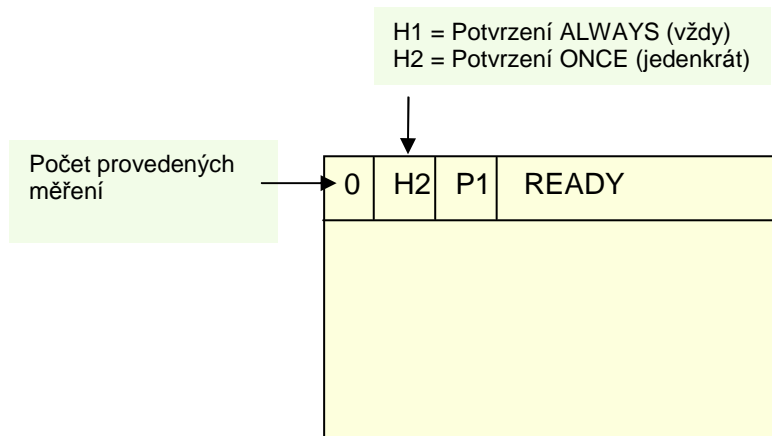 H1 = Potvrzení ALWAYS (vždy)
H2 = Potvrzení ONCE (jedenkrát)
Počet provedených
měření
0 H2 P1 READY